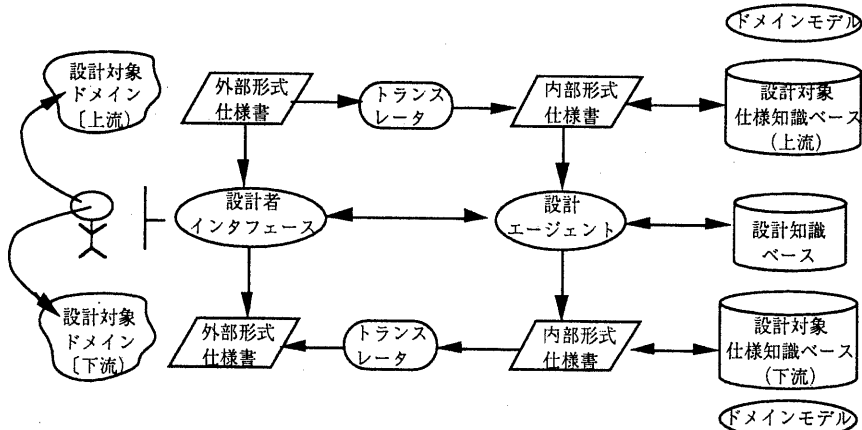 ドメインモデル
設計対象
ドメイン
〔上流〕
外部形式
仕様書
トランス
レータ
内部形式
仕様書
設計対象
仕様知識ベース
(上流)
設計者
インタフェース
設計
エージェント
設計知識
ベース
設計対象
ドメイン
〔下流〕
外部形式
仕様書
トランス
レータ
内部形式
仕様書
設計対象
仕様知識ベース
(下流)
ドメインモデル